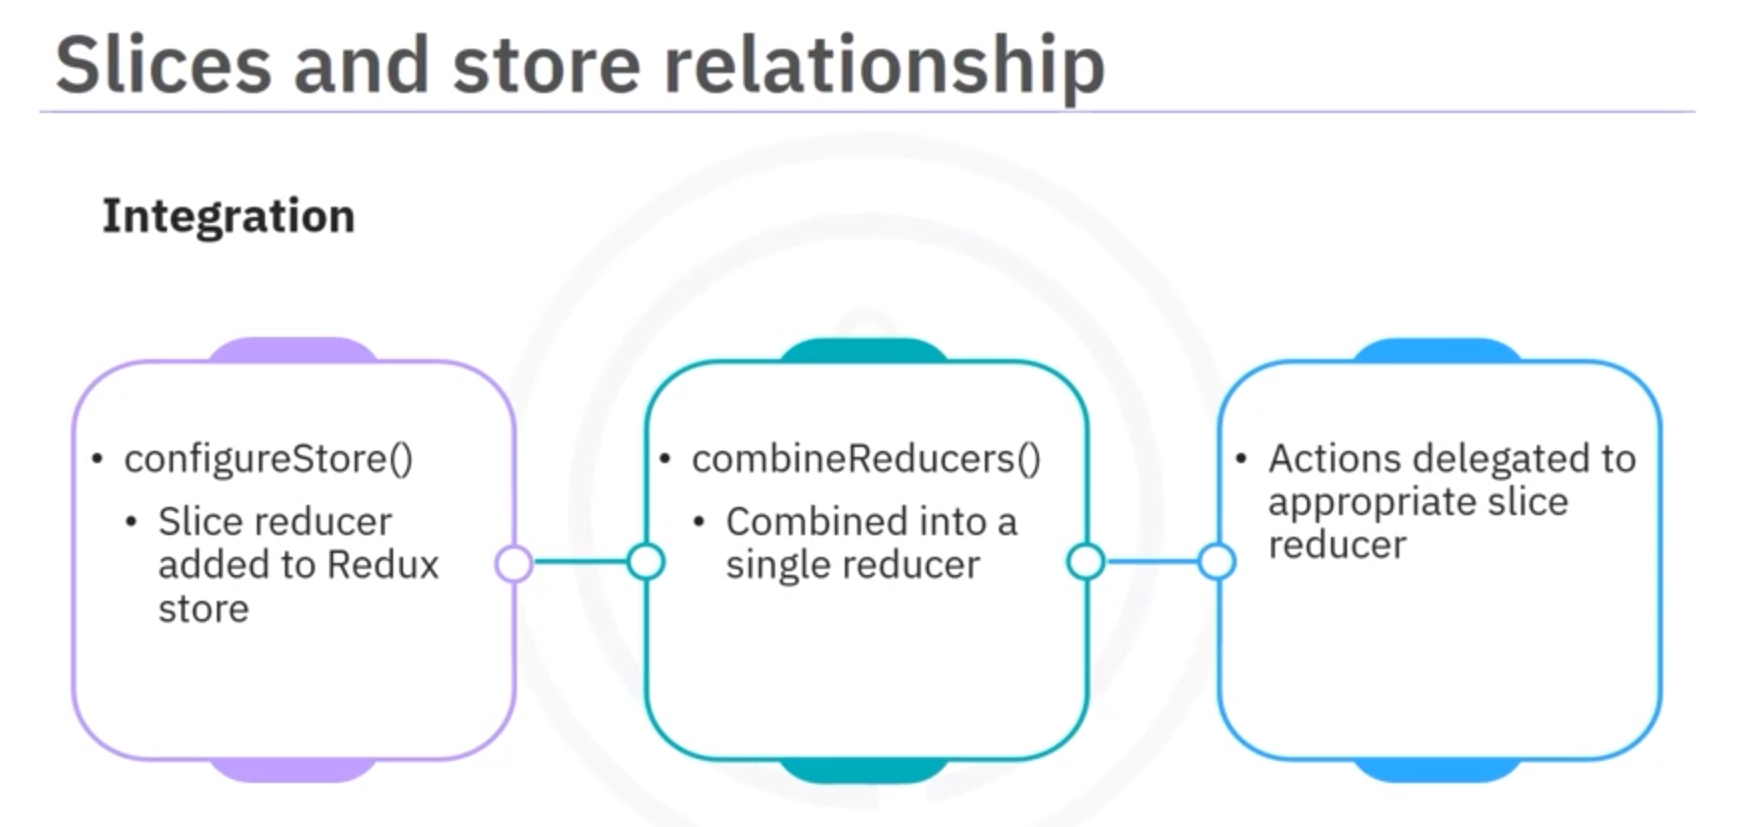 Slices and store relationship
Integration
• configureStore()
• Slice reducer
added to Redux
store
• combineReducers()
• Combined into a
single reducer
• Actions delegated to
appropriate slice
reducer